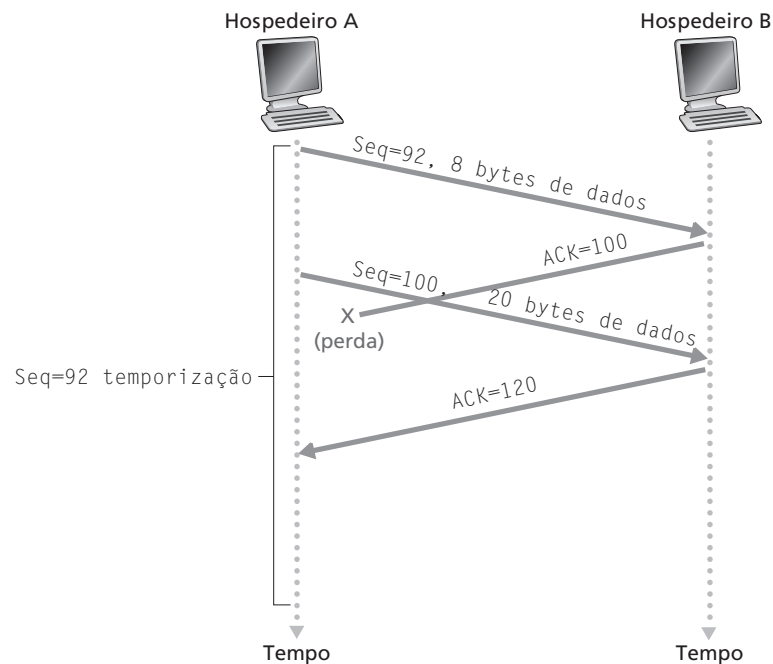 Hospedeiro A
Hospedeiro B
Seq=92, 8 bytes de dados
ACK=100
Seq=100, 20 bytes de dados
X
(perda)
Seq=92 temporização
ACK=120
Tempo
Tempo